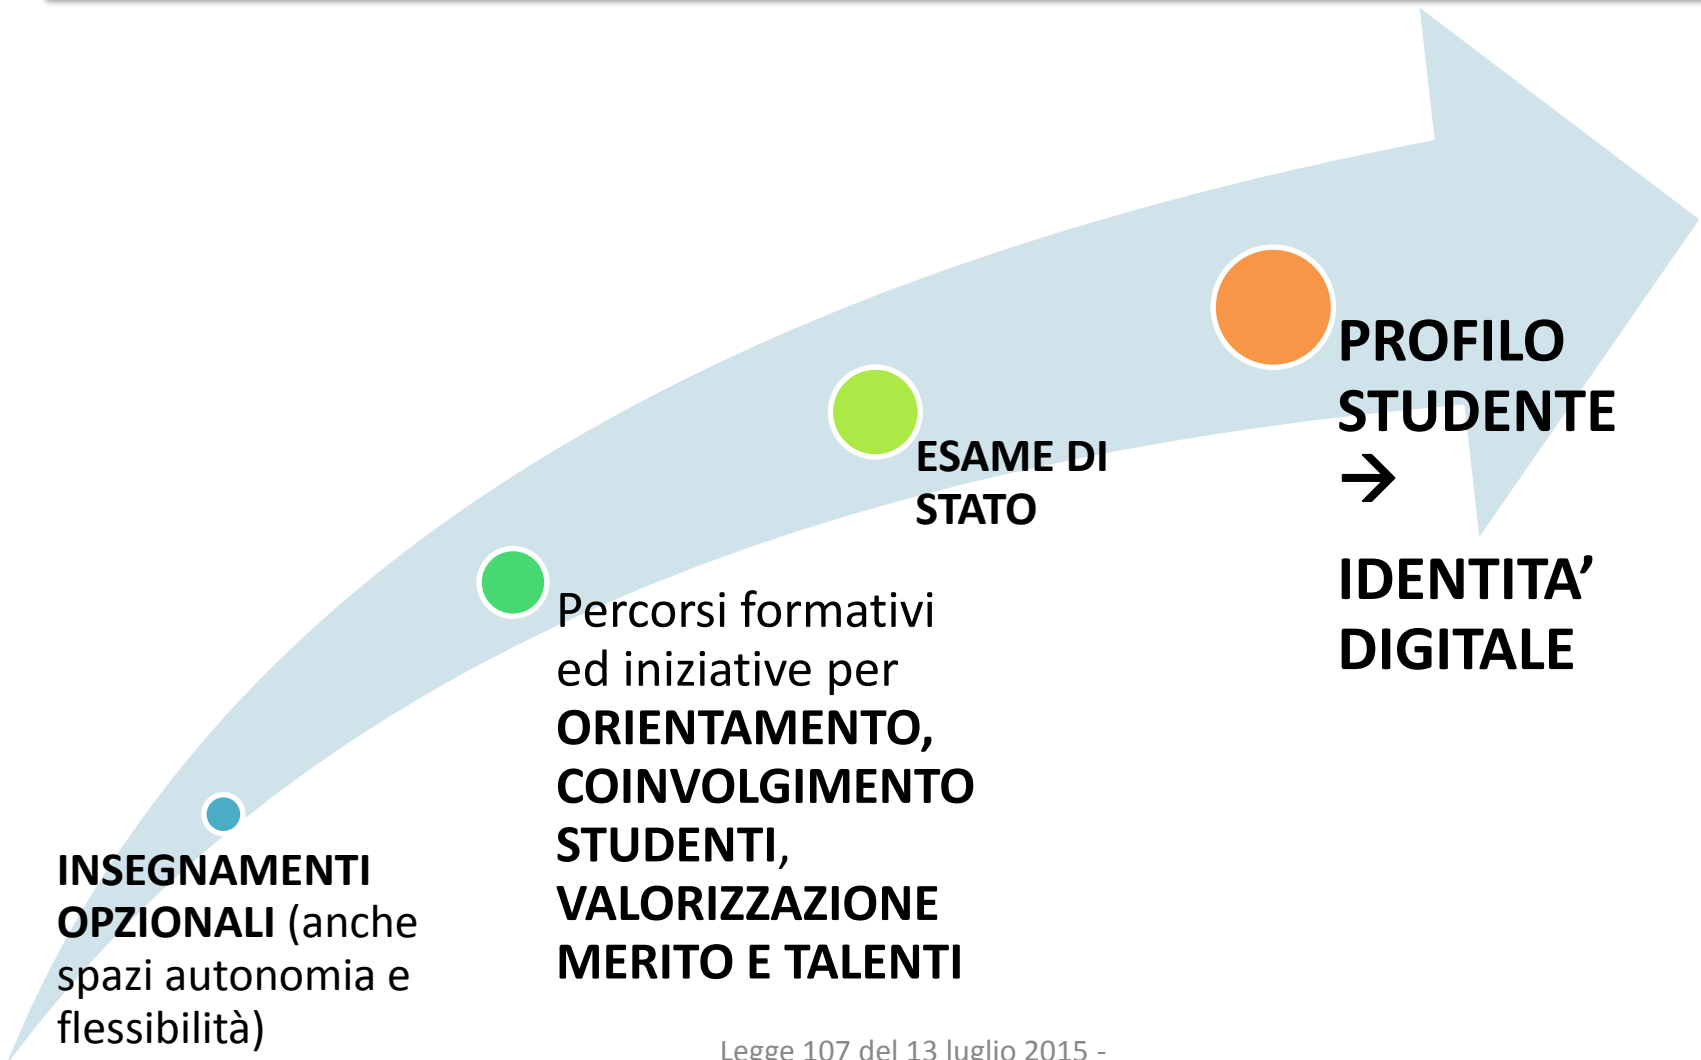 INSEGNAMENTI
OPZIONALI (anche
spazi autonomia e
flessibilità)
Percorsi formativi
ed iniziative per
ORIENTAMENTO,
COINVOLGIMENTO
STUDENTI,
VALORIZZAZIONE
MERITO E TALENTI
ESAME DI
STATO
PROFILO
STUDENTE
→
IDENTITA’
DIGITALE
Legge 107 del 13 luglio 2015 -